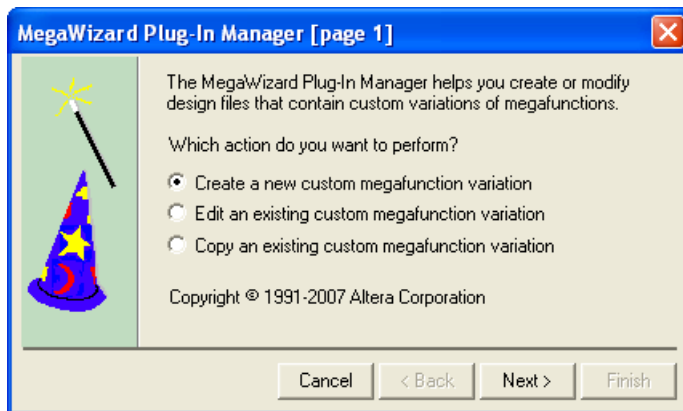 MegaWizard Plug-In Manager [page 1]
The MegaWizard Plug-In Manager helps you create or modify
design files that contain custom variations of megafunctions.
Which action do you want to perform?
Create a new custom megafunction variation
Edit an existing custom megafunction variation
Copy an existing custom megafunction variation
Copyright © 1991-2007 Altera Corporation
Cancel < Back Next > Finish